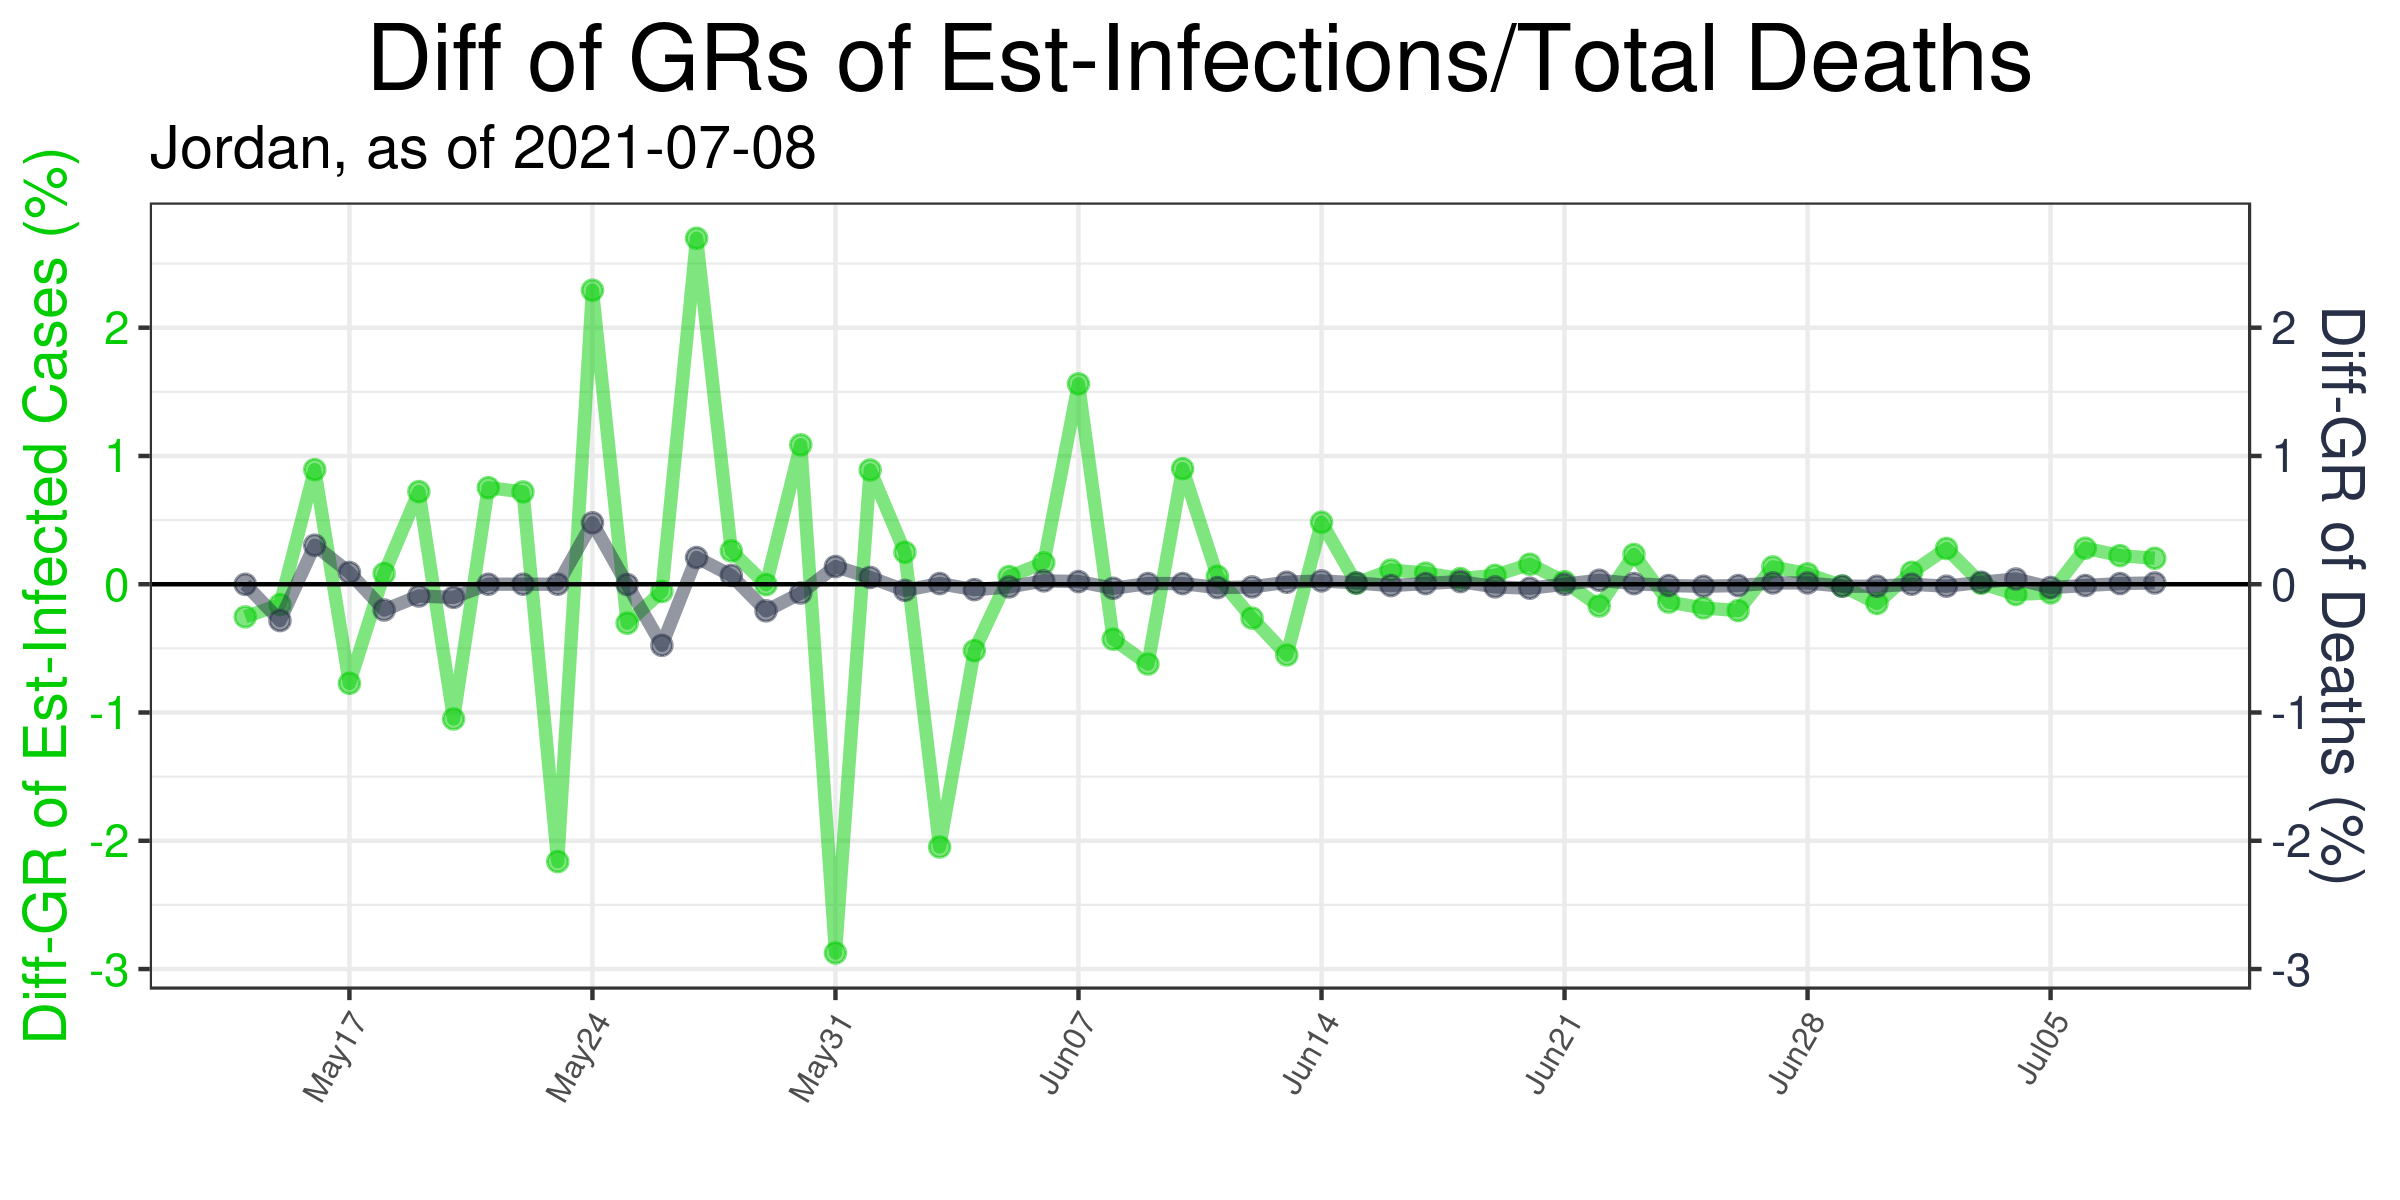 Diff of GRs of Est-Infections/Total Deaths
Jordan, as of 2021-07-08
Diff-GR of Est-Infected Cases (%)
2
1
0
-1
-2
-3
2
1
0
-1
-2
-3
Diff-GR of Deaths (%)
May17
May24
May31
Jun07
Jun14
Jun21
Jun28
Jul05